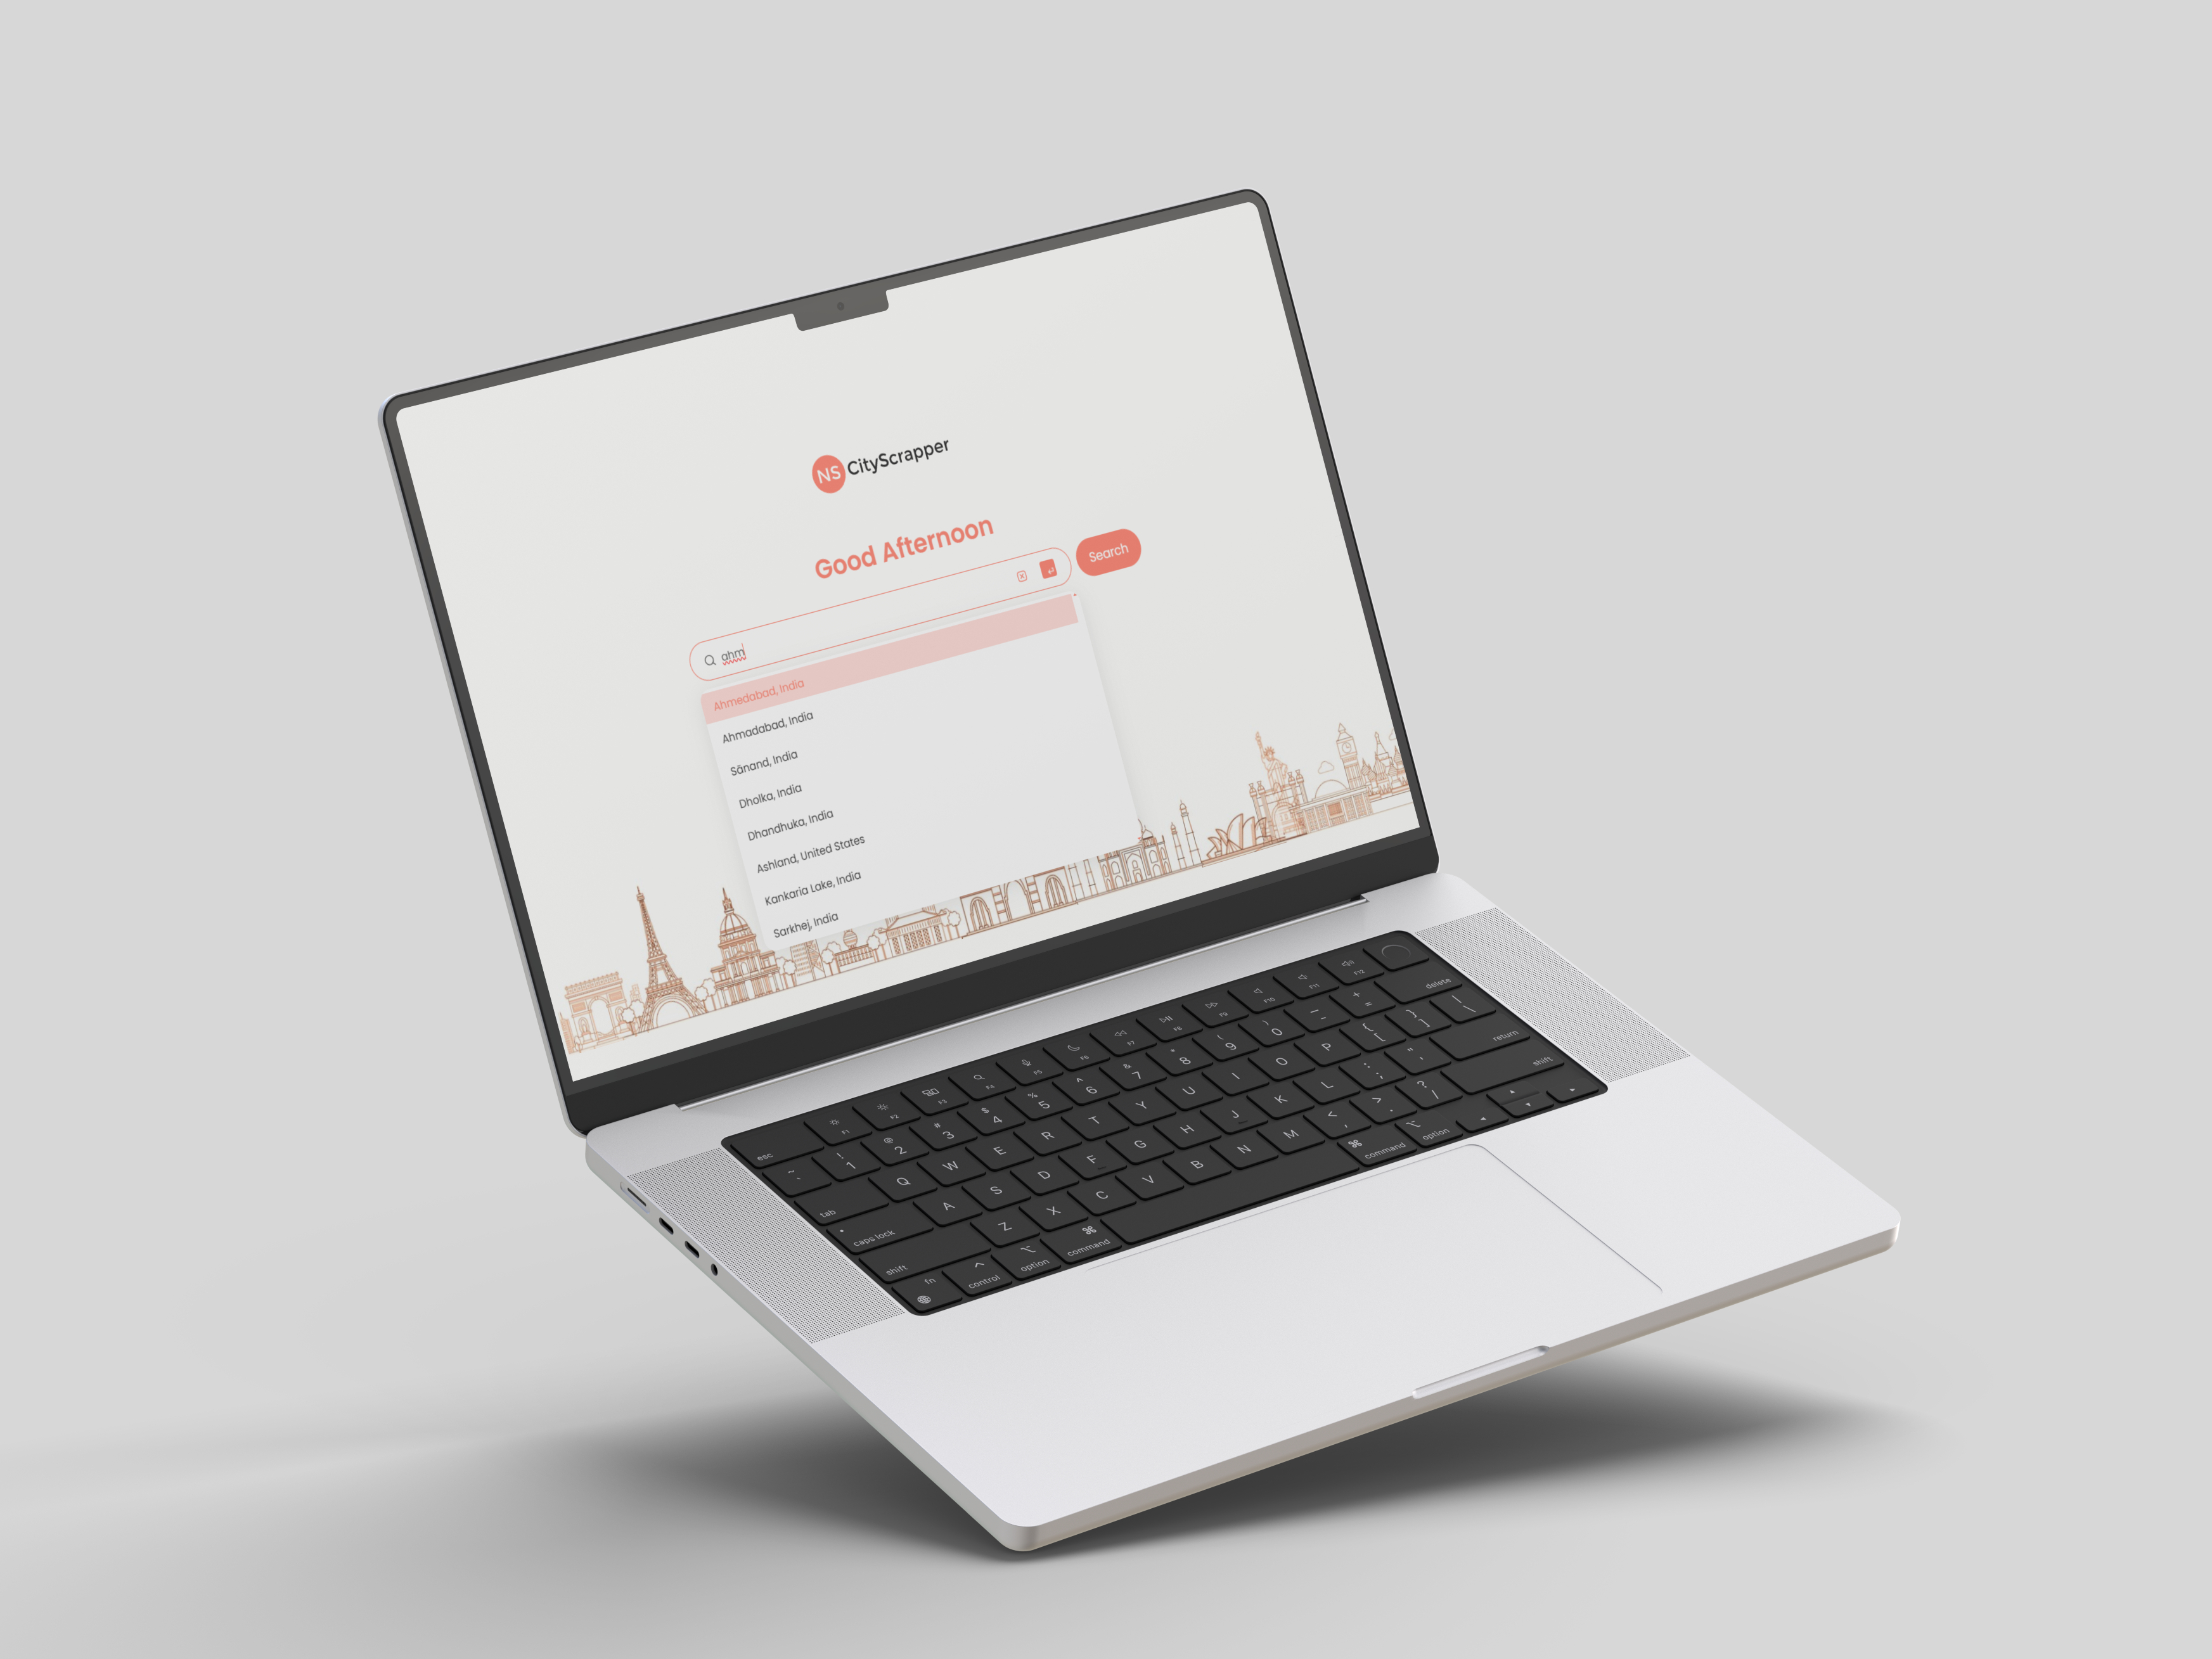 NS CityScrapper
Good Afternoon
Search
ahm
Ahmedabad, India
Ahmadabad, India
Sānand, India
Dholka, India
Dhandhuka, India
Ashland, United States
Kankaria Lake, India
Sarkhej, India
esc F1 F2 F3 F4 F5 F6 F7 F8 F9 F10 F11 F12
~ ` ! 1 @ 2 # 3 $ 4 % 5 ^ 6 & 7 * 8 ( 9 ) 0 — - + = delete
tab Q W E R T Y U I O P { [ } ] | \
caps lock A S D F G H J K L : ; " ' return
shift Z X C V B N M < , > . ? / shift
fn control option command command option